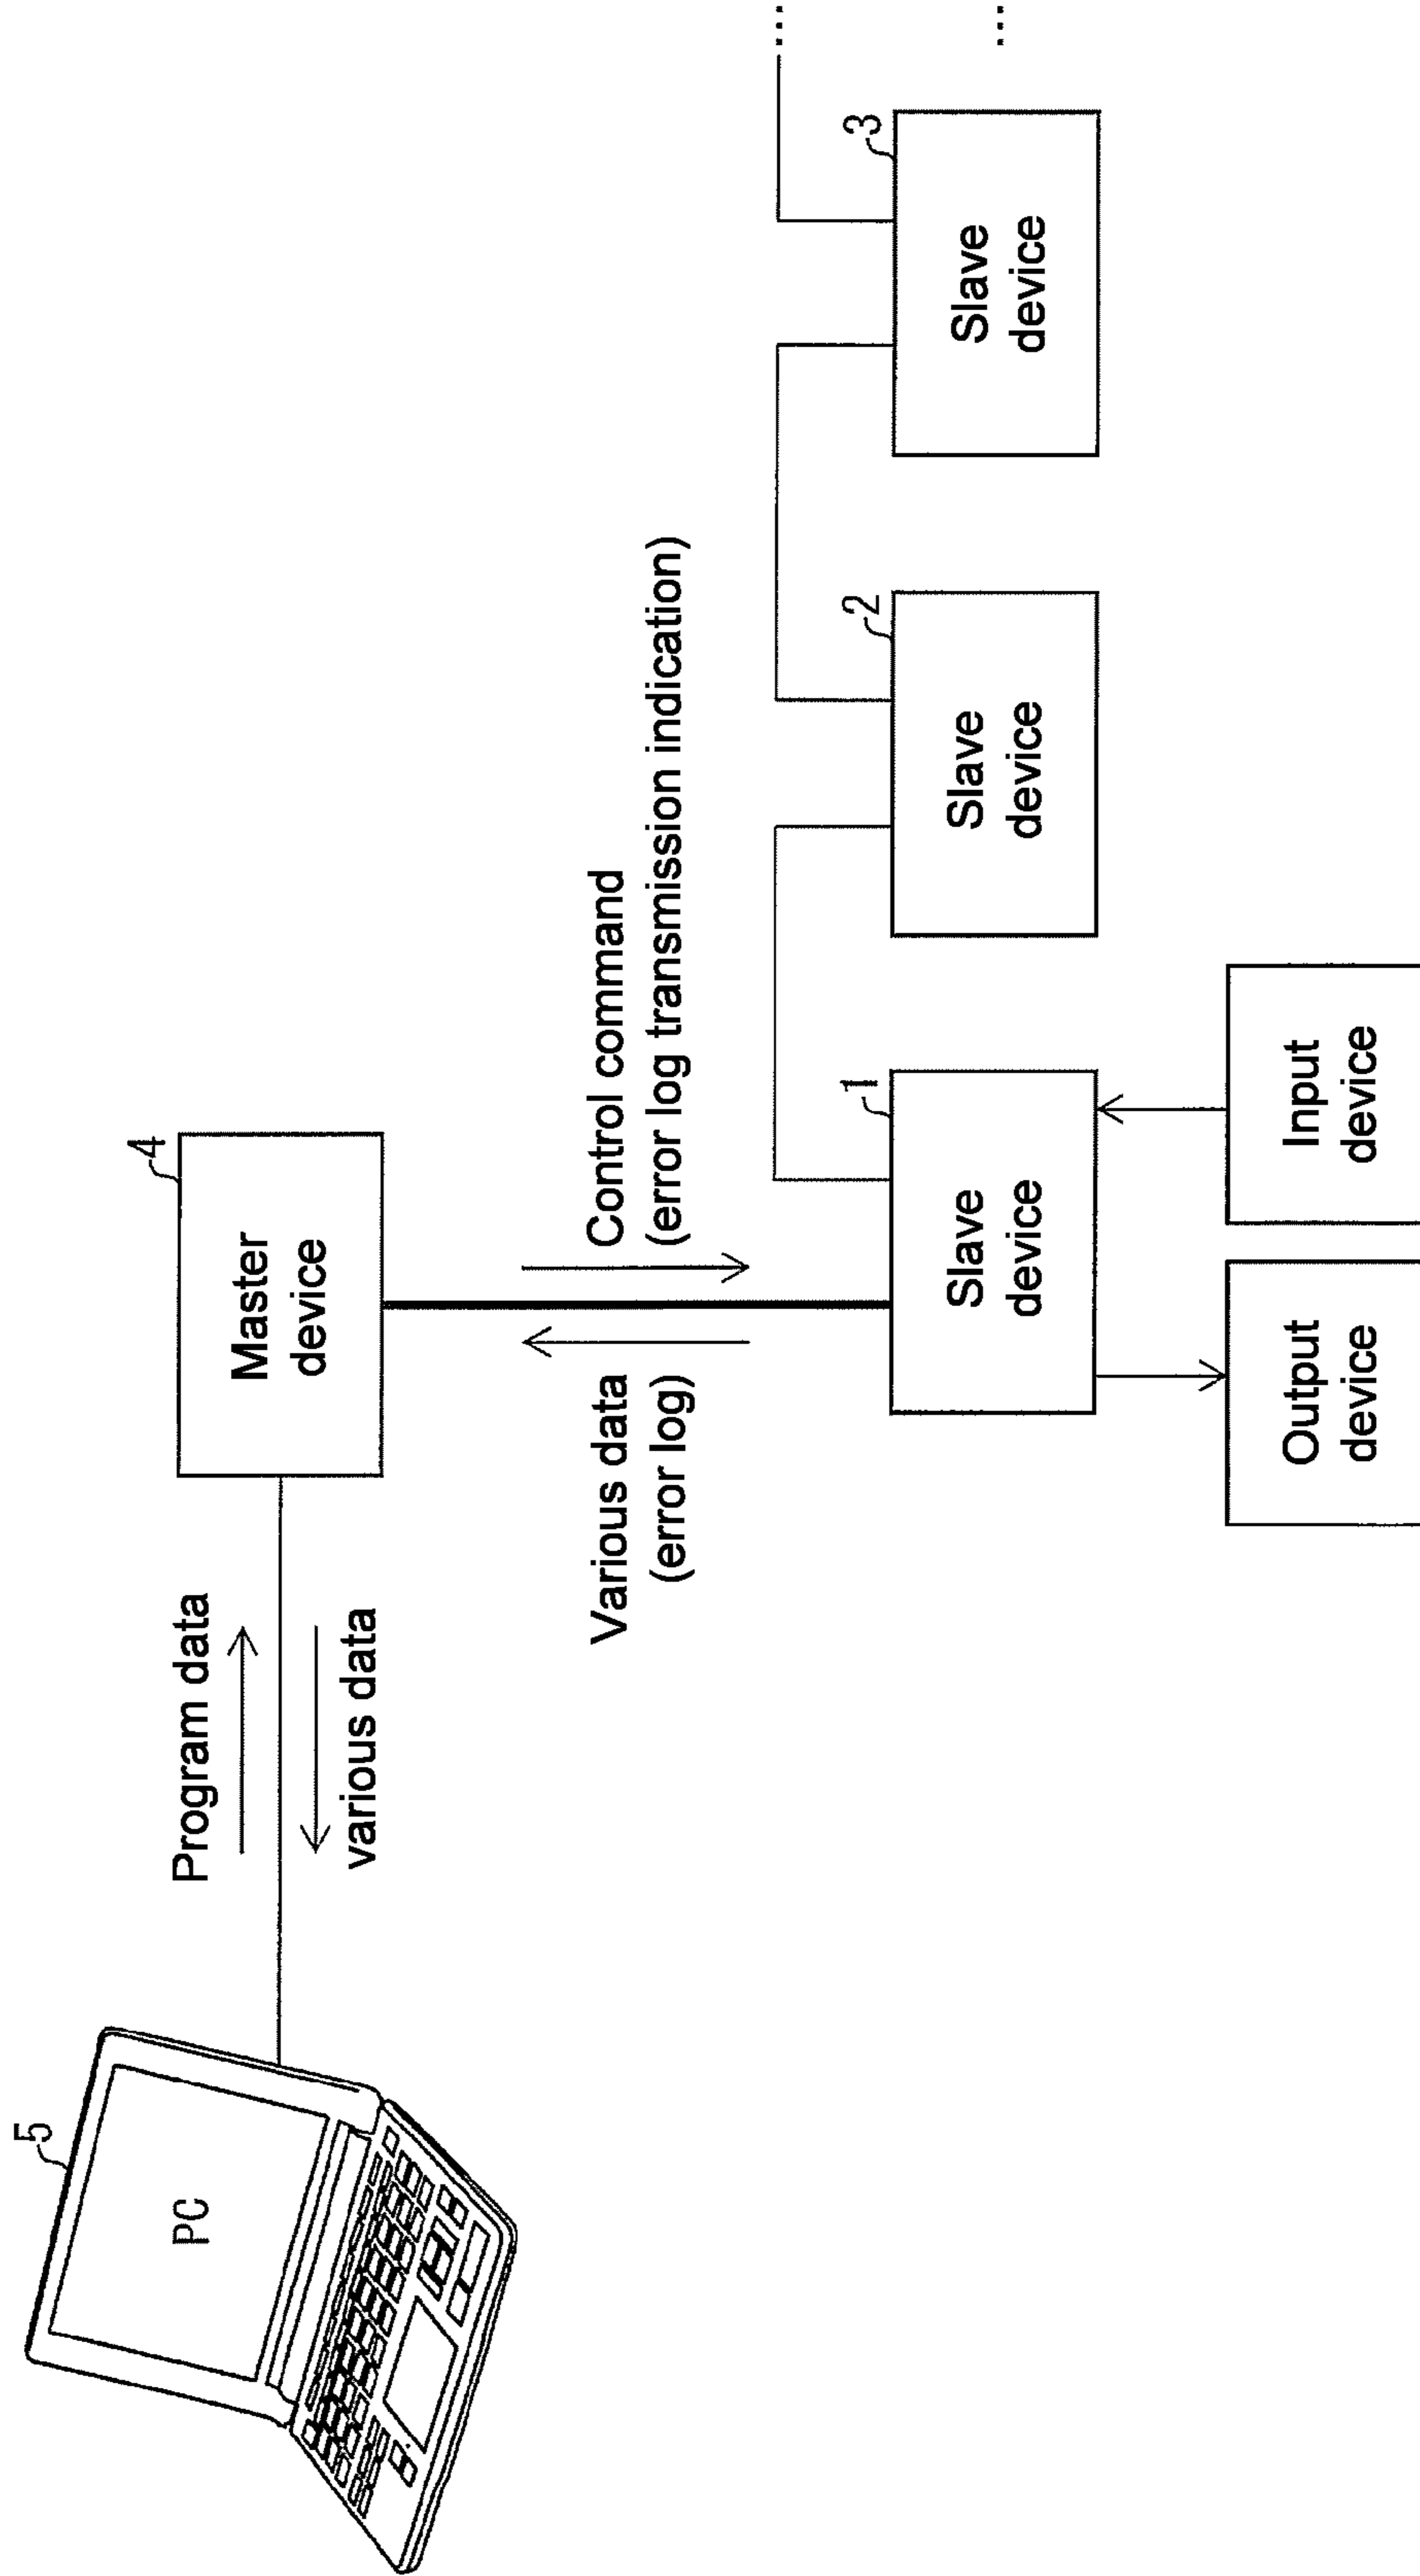 5
PC
Program data
various data
4
Master
device
Various data
(error log)
Control command
(error log transmission indication)
1
Slave
device
2
Slave
device
3
Slave
device
...
...
Output
device
Input
device